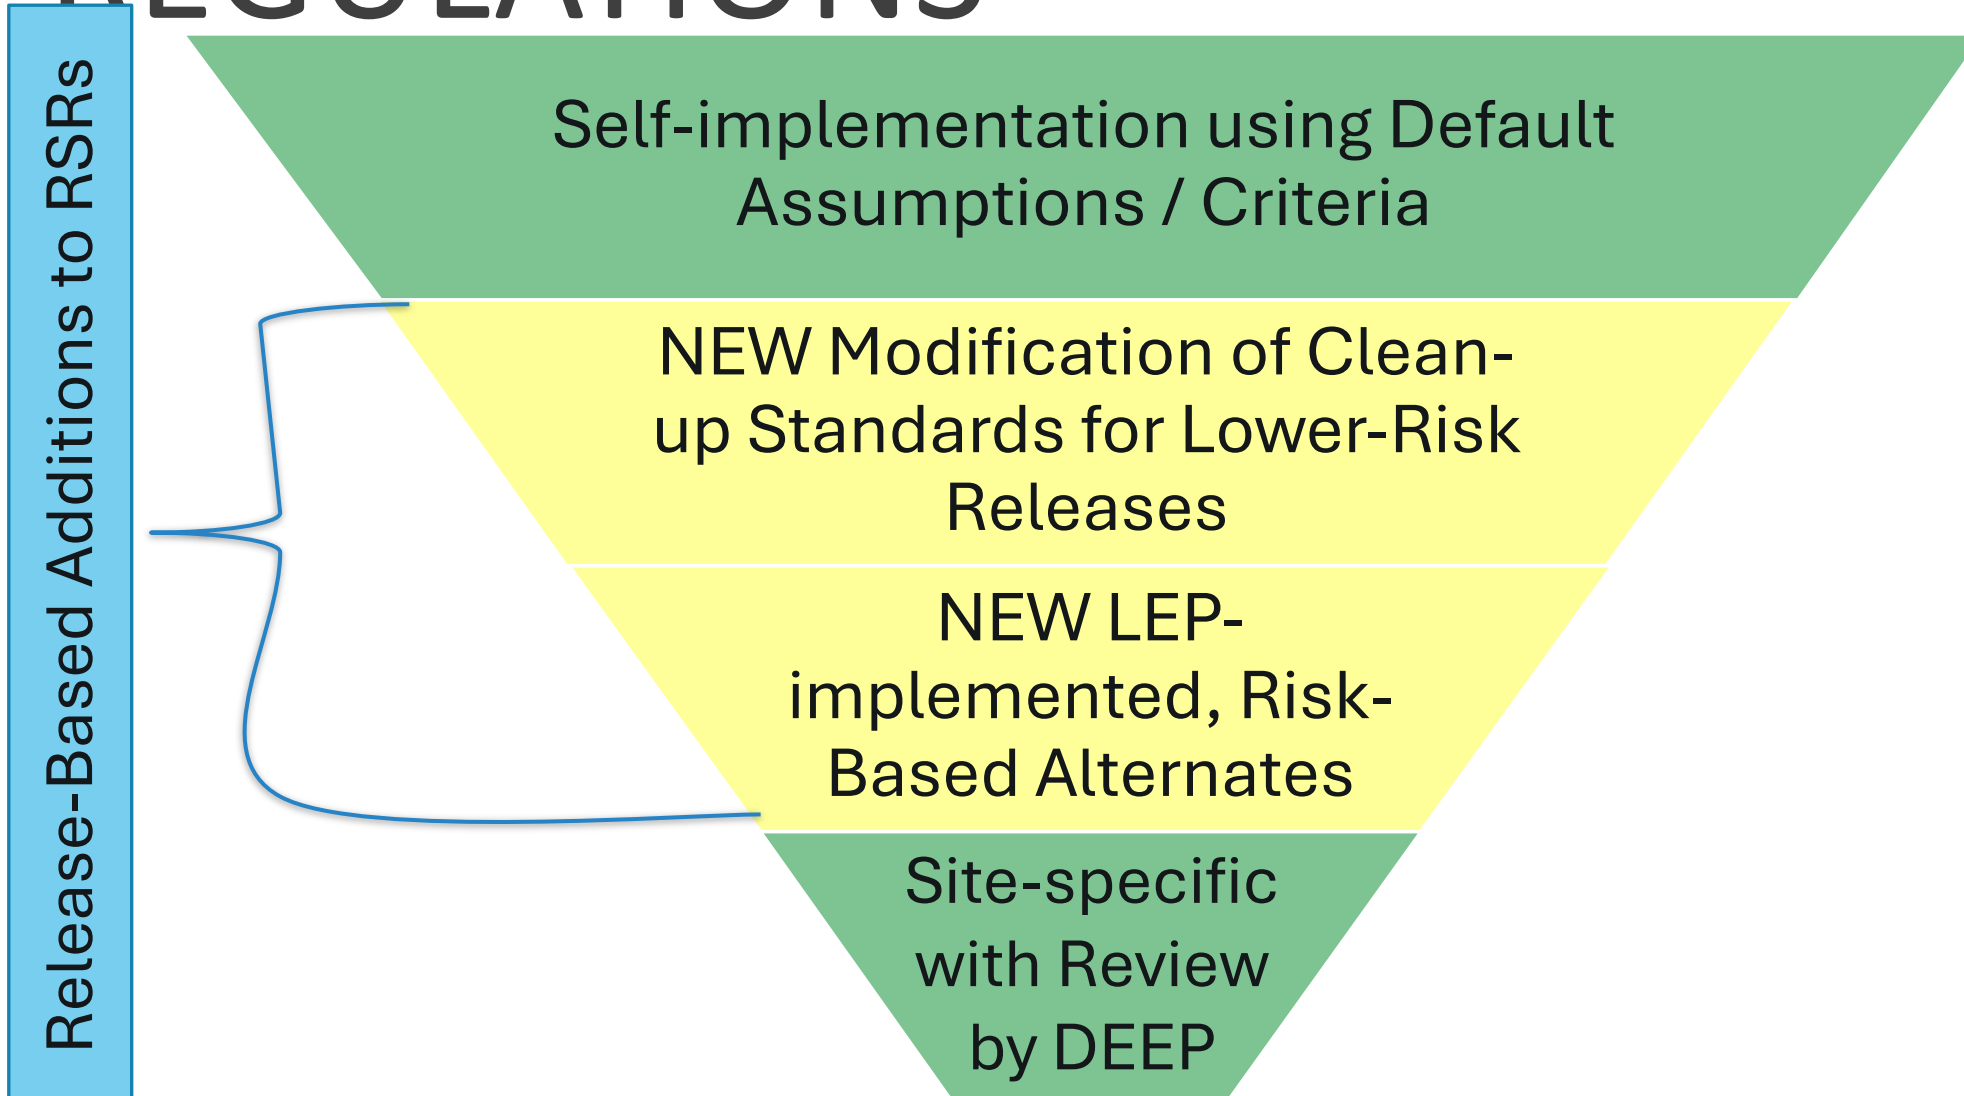 REGULATIONS
Release-Based Additions to RSRs
Self-implementation using Default
Assumptions / Criteria
NEW Modification of Clean-
up Standards for Lower-Risk
Releases
NEW LEP-
implemented, Risk-
Based Alternates
Site-specific
with Review
by DEEP